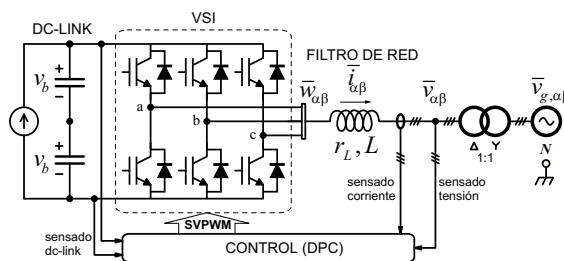 DC-LINK
VSI
FILTRO DE RED
v_b
v_b
a
b
c
w̅_αβ
i̅_αβ
r_L, L
v̅_αβ
v̅_g,αβ
Δ
Y
1:1
N
sensado
corriente
sensado
tensión
sensado
dc-link
SVPWM
CONTROL (DPC)